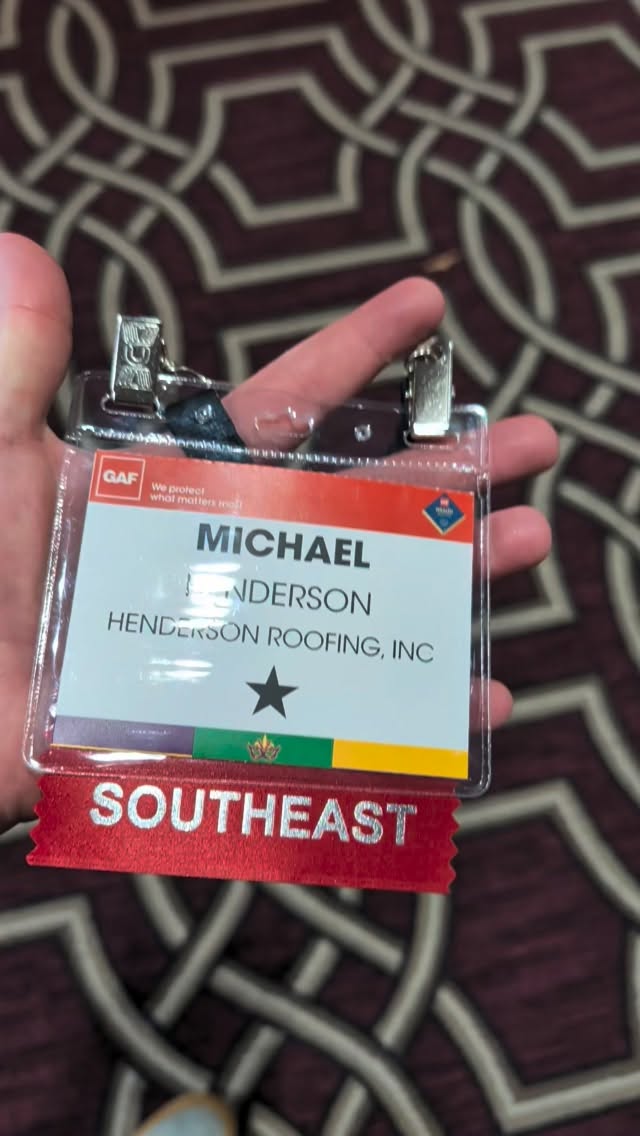 GAF
We protect
what matters most
MICHAEL
HENDERSON
HENDERSON ROOFING, INC
SOUTHEAST